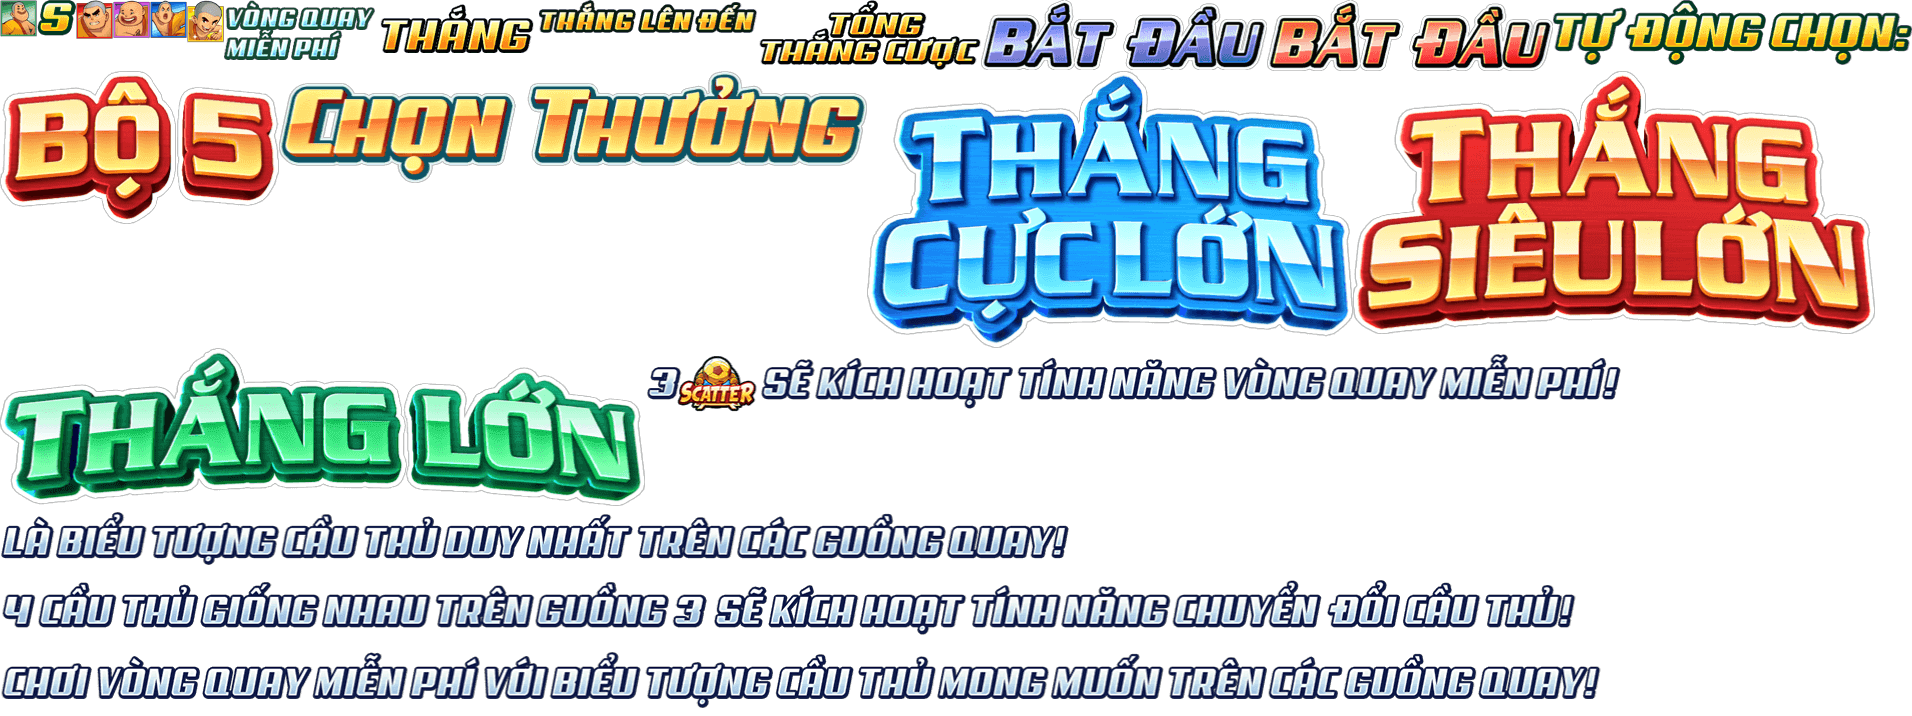 S
VÒNG QUAY
MIỄN PHÍ
THẮNG
THẮNG LÊN ĐẾN
TỔNG
THẮNG CƯỢC
BẮT ĐẦU
BẮT ĐẦU
TỰ ĐỘNG CHỌN:
BỘ 5
CHỌN THƯỞNG
THẮNG
CỰC LỚN
THẮNG
SIÊU LỚN
THẮNG LỚN
3 SCATTER SẼ KÍCH HOẠT TÍNH NĂNG VÒNG QUAY MIỄN PHÍ!
LÀ BIỂU TƯỢNG CẦU THỦ DUY NHẤT TRÊN CÁC GUỒNG QUAY!
4 CẦU THỦ GIỐNG NHAU TRÊN GUỒNG 3 SẼ KÍCH HOẠT TÍNH NĂNG CHUYỂN ĐỔI CẦU THỦ!
CHƠI VÒNG QUAY MIỄN PHÍ VỚI BIỂU TƯỢNG CẦU THỦ MONG MUỐN TRÊN CÁC GUỒNG QUAY!